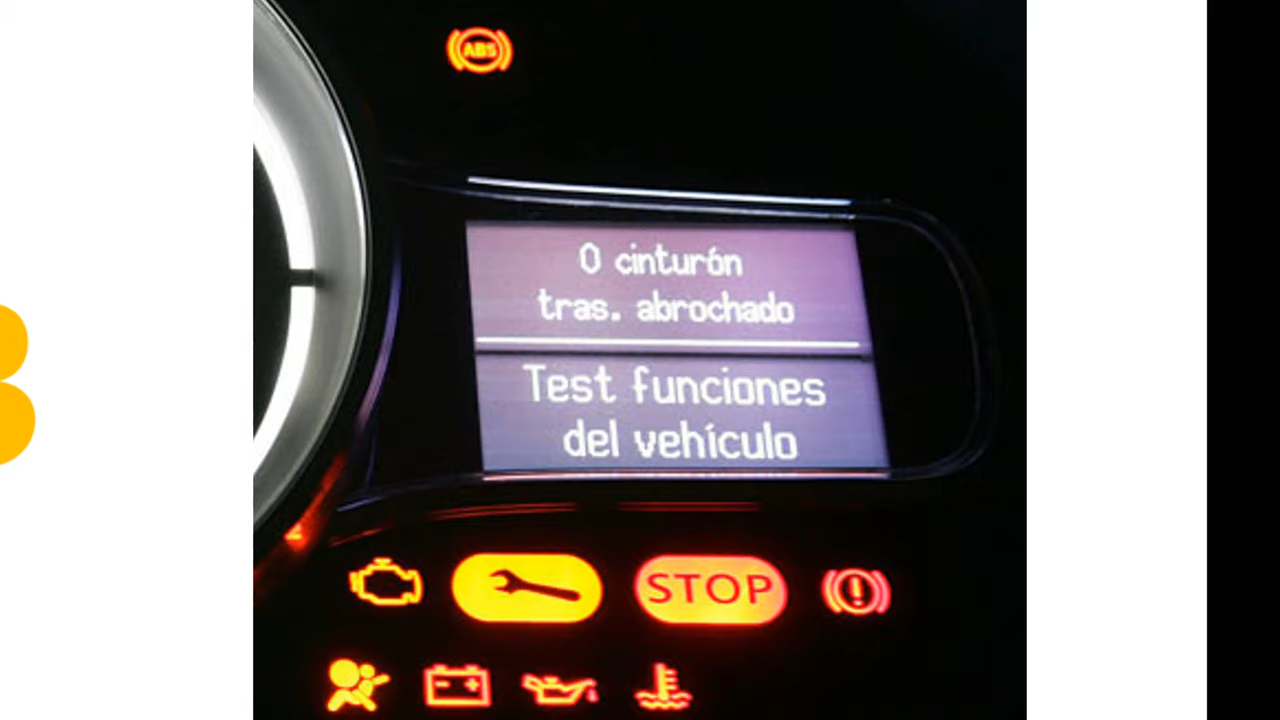 ABS
0 cinturón
tras. abrochado
Test funciones
del vehículo
STOP